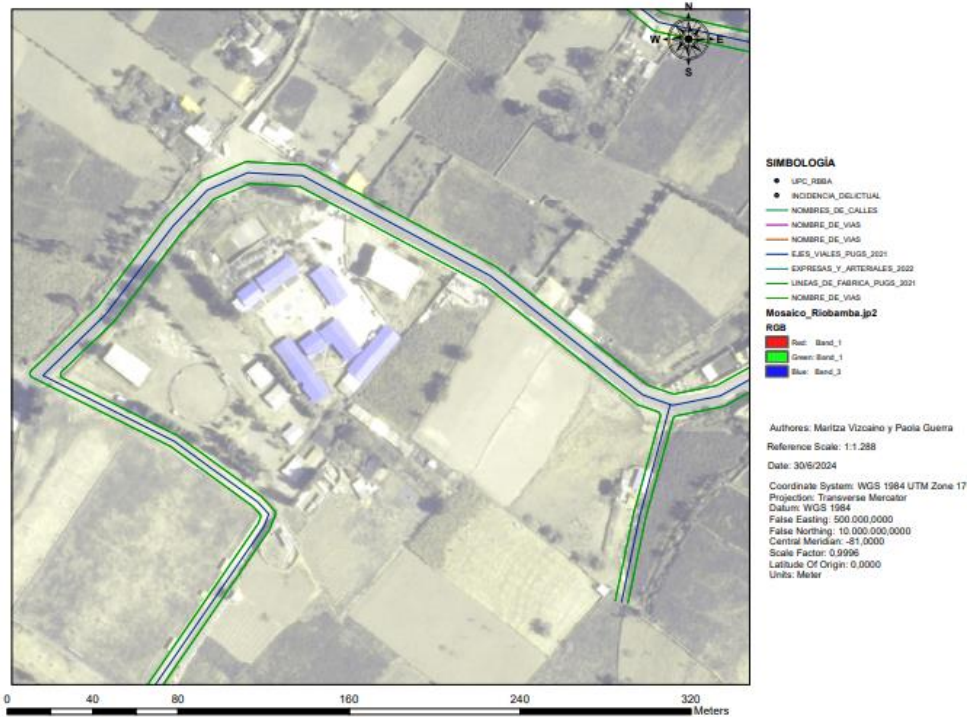 N
W E
S
SIMBOLOGÍA
UPC_RBBA
INCIDENCIA_DELICTUAL
NOMBRES_DE_CALLES
NOMBRE_DE_VIAS
NOMBRE_DE_VIAS
EJES_VIALES_PUGS_2021
EXPRESAS_Y_ARTERIALES_2022
LINEAS_DE_FABRICA_PUGS_2021
NOMBRE_DE_VIAS
Mosaico_Riobamba.jp2
RGB
Red: Band_1
Green: Band_1
Blue: Band_3
Authores: Maritza Vizcaino y Paola Guerra
Reference Scale: 1:1.288
Date: 30/6/2024
Coordinate System: WGS 1984 UTM Zone 17
Projection: Transverse Mercator
Datum: WGS 1984
False Easting: 500.000,0000
False Northing: 10.000.000,0000
Central Meridian: -81,0000
Scale Factor: 0,9996
Latitude Of Origin: 0,0000
Units: Meter
0 40 80 160 240 320
Meters